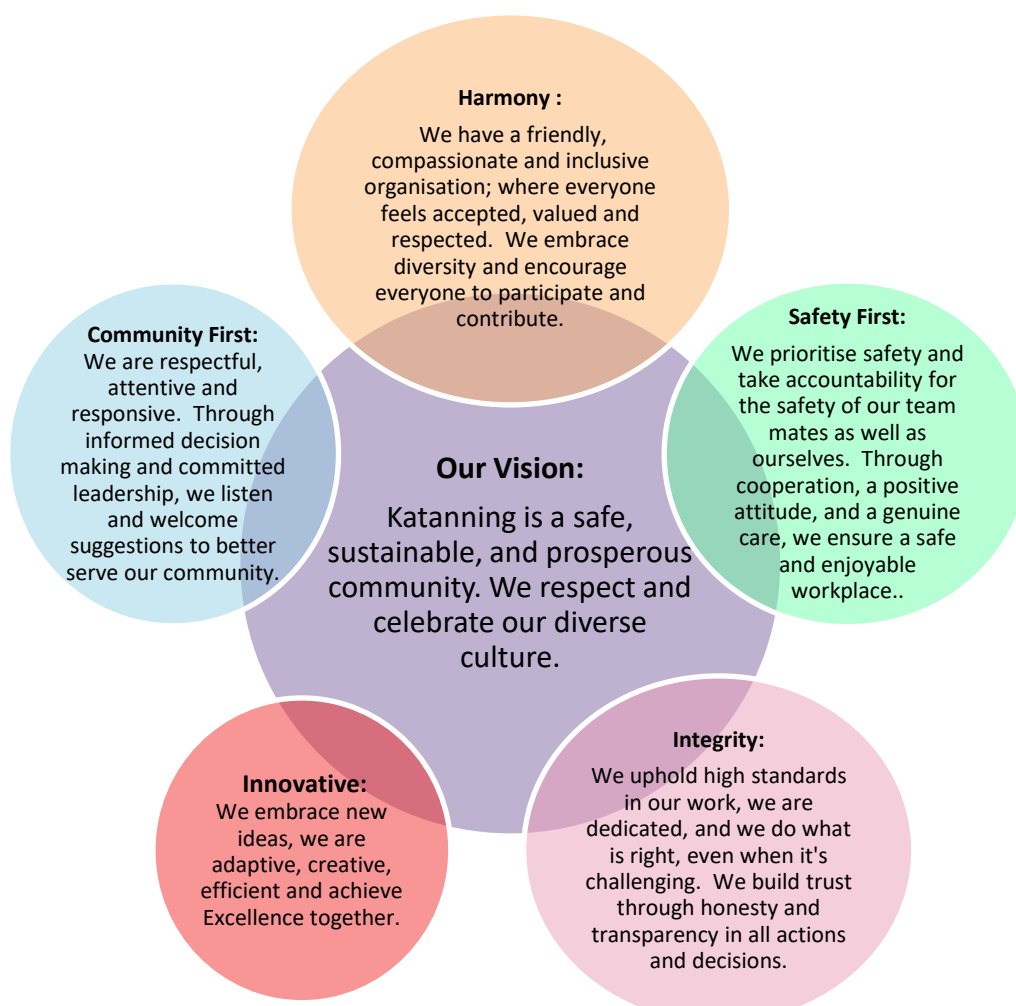 Harmony :
We have a friendly,
compassionate and inclusive
organisation; where everyone
feels accepted, valued and
respected.  We embrace
diversity and encourage
everyone to participate and
contribute.
Community First:
We are respectful,
attentive and
responsive.  Through
informed decision
making and committed
leadership, we listen
and welcome
suggestions to better
serve our community.
Safety First:
We prioritise safety and
take accountability for
the safety of our team
mates as well as
ourselves.  Through
cooperation, a positive
attitude, and a genuine
care, we ensure a safe
and enjoyable
workplace..
Our Vision:
Katanning is a safe,
sustainable, and prosperous
community. We respect and
celebrate our diverse
culture.
Innovative:
We embrace new
ideas, we are
adaptive, creative,
efficient and achieve
Excellence together.
Integrity:
We uphold high standards
in our work, we are
dedicated, and we do what
is right, even when it's
challenging.  We build trust
through honesty and
transparency in all actions
and decisions.